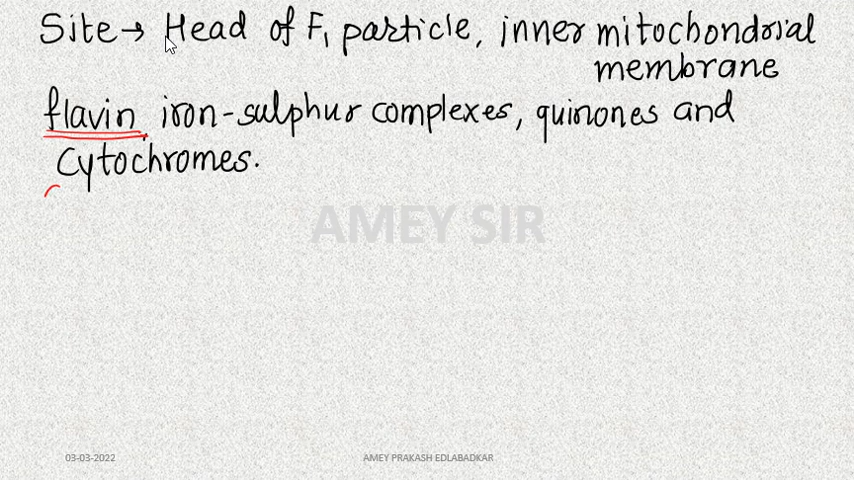 Site → Head of F₁ particle, inner mitochondrial
membrane
flavin, iron-sulphur complexes, quinones and
Cytochromes.
AMEY SIR
03-03-2022
AMEY PRAKASH EDLABADKAR